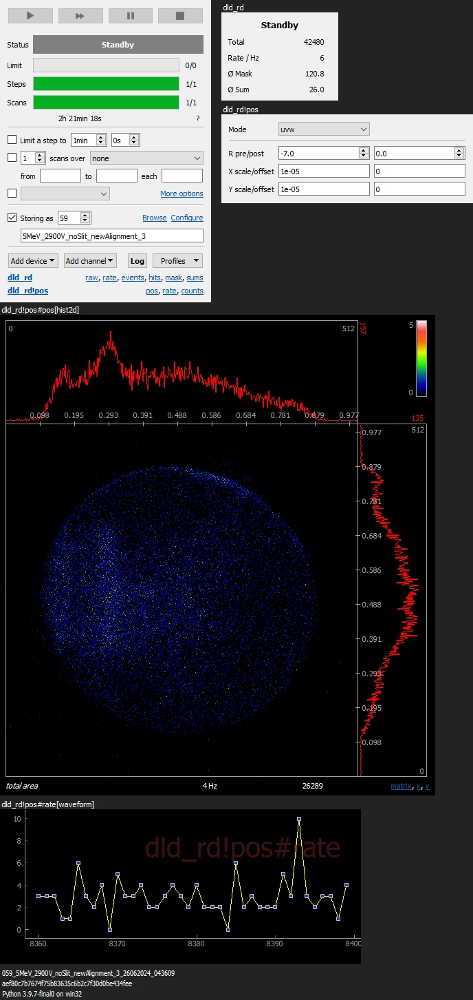 Status Standby
Limit 0/0
Steps 1/1
Scans 1/1
2h 21min 18s ?
Limit a step to 1min 0s
1 scans over none
from to each
More options
Storing as 59 Browse Configure
5MeV_2900V_noSlit_newAlignment_3
Add device Add channel Log Profiles
dld_rd raw, rate, events, hits, mask, sums
dld_rd!pos pos, rate, counts
dld_rd
Standby
Total 42480
Rate / Hz 6
Ø Mask 120.8
Ø Sum 26.0
dld_rd!pos
Mode uvw
R pre/post -7.0 0.0
X scale/offset 1e-05 0
Y scale/offset 1e-05 0
dld_rd!pos#pos[hist2d]
0 512 157 5
0
0.098 0.195 0.293 0.391 0.488 0.586 0.684 0.781 0.879 0.977 135
0.977 512
0.879
0.781
0.684
0.586
0.488
0.391
0.293
0.195
0.098
0
total area 4 Hz 26289 matrix, x, y
dld_rd!pos#rate[waveform]
dld_rd!pos#rate
10
8
6
4
2
0
8360 8370 8380 8390 8400
059_5MeV_2900V_noSlit_newAlignment_3_26062024_043609
aef80c7b7674f75b83635c6b2c7f30d0be434fee
Python 3.9.7-final0 on win32